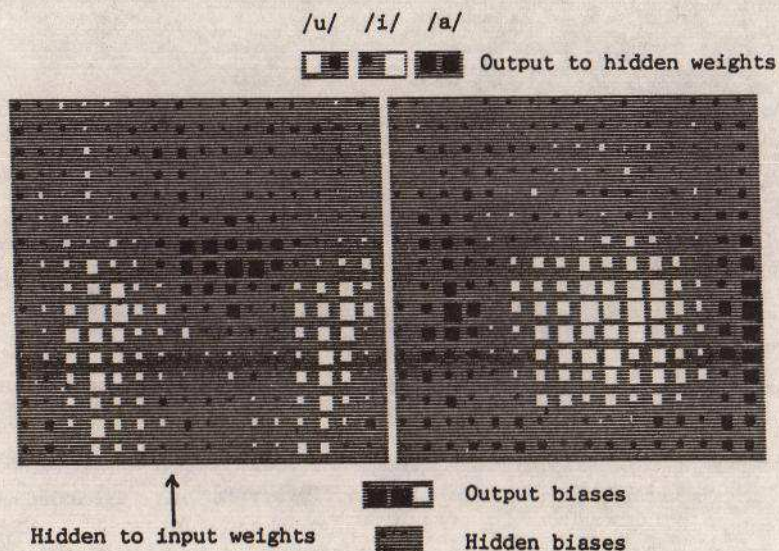 /u/ /i/ /a/
Output to hidden weights
Output biases
Hidden to input weights
Hidden biases